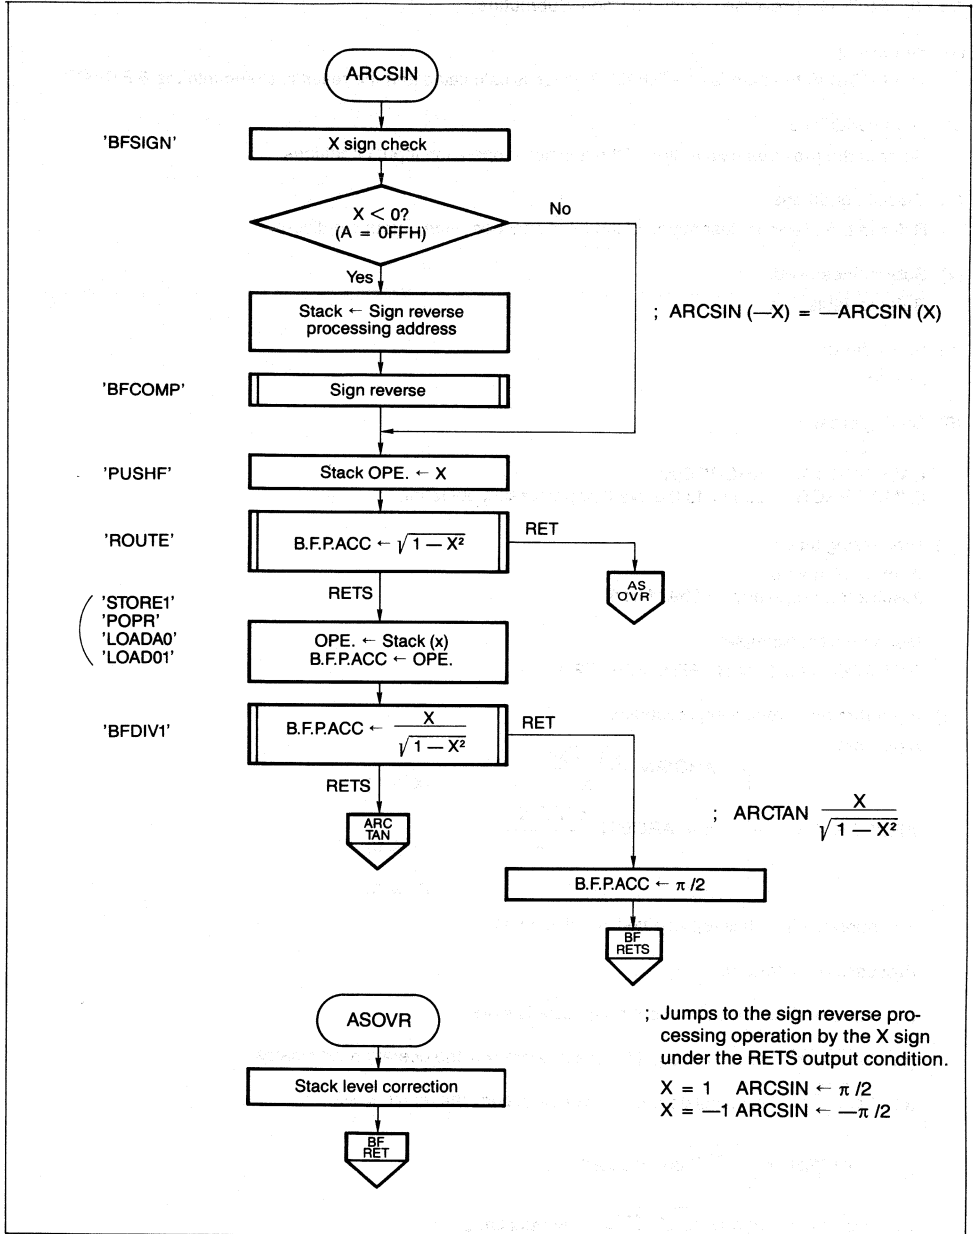 ARCSIN
'BFSIGN'
X sign check
X < 0?
(A = 0FFH)
No
Yes
Stack ← Sign reverse
processing address
; ARCSIN (—X) = —ARCSIN (X)
'BFCOMP'
Sign reverse
'PUSHF'
Stack OPE. ← X
'ROUTE'
B.F.P.ACC ← √1 — X²
RET
AS
OVR
RETS
'STORE1'
'POPR'
'LOADA0'
'LOAD01'
OPE. ← Stack (x)
B.F.P.ACC ← OPE.
'BFDIV1'
B.F.P.ACC ← X / √1 — X²
RET
RETS
ARC
TAN
; ARCTAN X / √1 — X²
B.F.P.ACC ← π /2
BF
RETS
ASOVR
Stack level correction
BF
RET
; Jumps to the sign reverse pro-
cessing operation by the X sign
under the RETS output condition.
X = 1 ARCSIN ← π /2
X = —1 ARCSIN ← —π /2